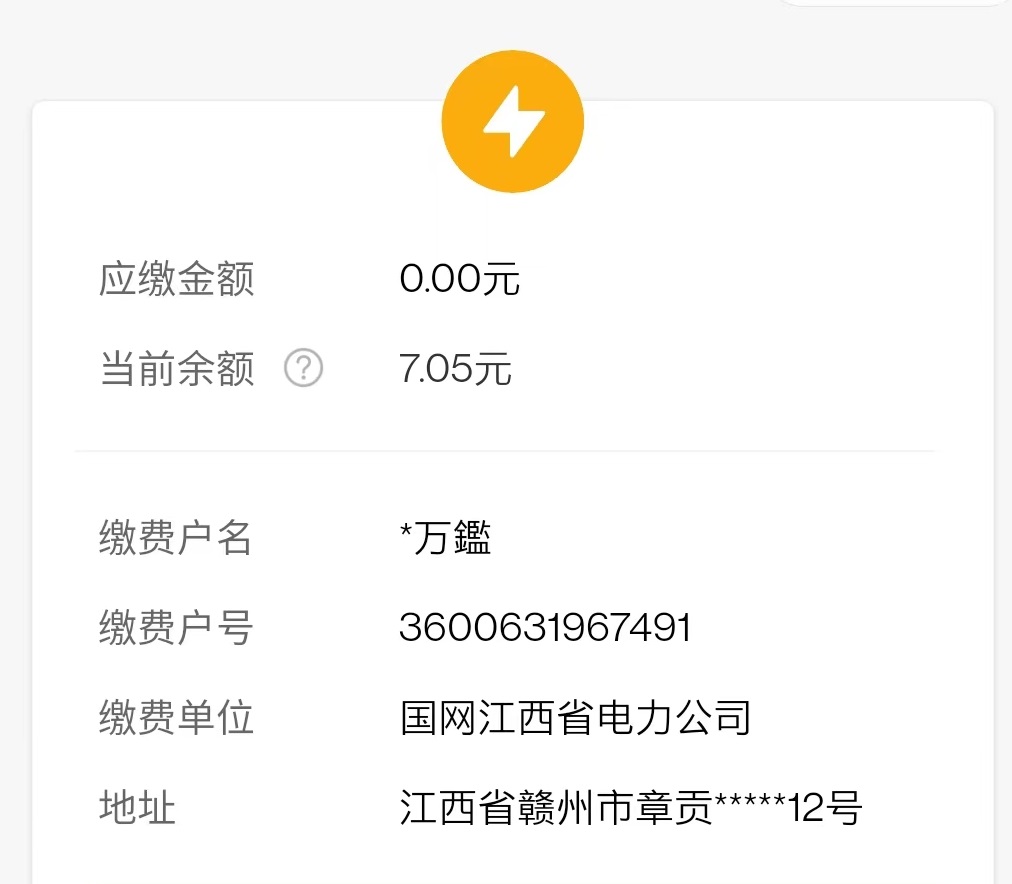 应缴金额 0.00元
当前余额 ? 7.05元
缴费户名 *万鑑
缴费户号 3600631967491
缴费单位 国网江西省电力公司
地址 江西省赣州市章贡*****12号